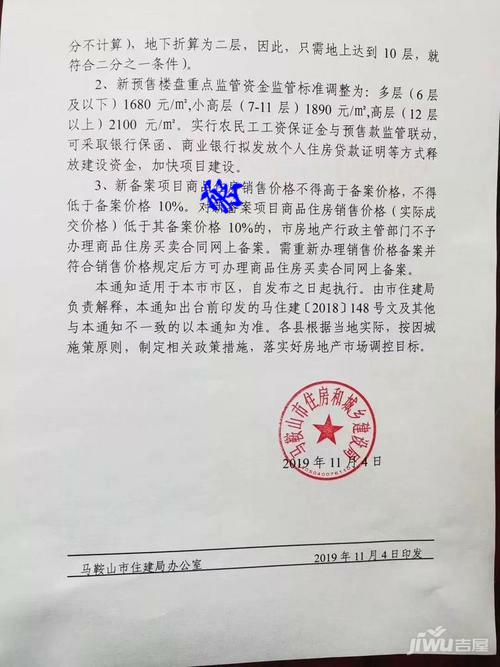 分不计算)，地下折算为二层，因此，只需地上达到 10 层，就
符合二分之一条件)。
2、新预售楼盘重点监管资金监管标准调整为：多层(6 层
及以下)1680 元/㎡,小高层(7-11 层)1890 元/㎡,高层(12 层
以上)2100 元/㎡。实行农民工工资保证金与预售款监管联动，
可采取银行保函、商业银行拟发放个人住房贷款证明等方式释
放建设资金，加快项目建设。
3、新备案项目商品住房销售价格不得高于备案价格，不得
低于备案价格 10%。对新备案项目商品住房销售价格（实际成
交价格）低于其备案价格 10%的，市房地产行政主管部门不予
办理商品住房买卖合同网上备案。需重新办理销售价格备案并
符合销售价格规定后方可办理商品住房买卖合同网上备案。
本通知适用于本市市区，自发布之日起执行。由市住建局
负责解释，本通知出台前印发的马住建〔2018〕148 号文及其他
与本通知不一致的以本通知为准。各县根据当地实际，按因城
施策原则，制定相关政策措施，落实好房地产市场调控目标。
马鞍山市住房和城乡建设局
2019 年 11 月 4 日
马鞍山市住建局办公室 2019 年 11 月 4 日印发
JIWU吉屋